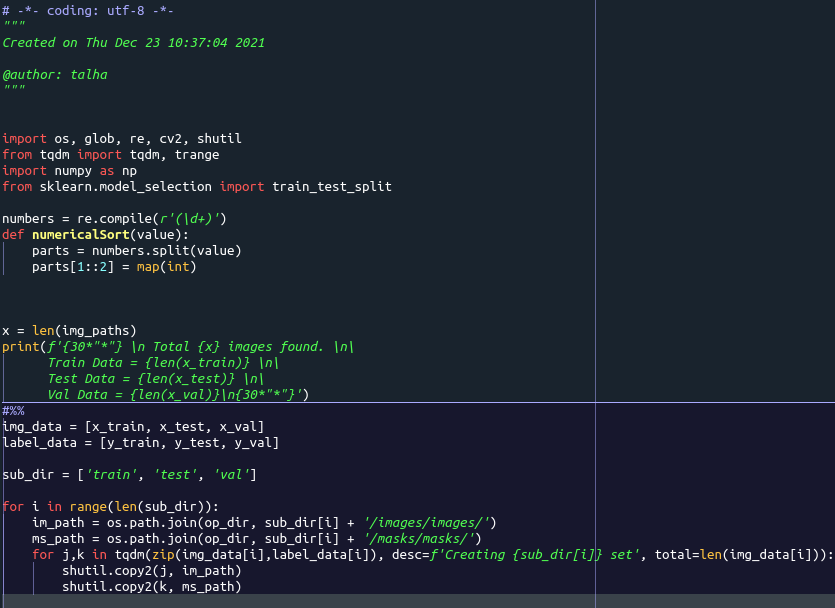 # -*- coding: utf-8 -*-
"""
Created on Thu Dec 23 10:37:04 2021

@author: talha
"""


import os, glob, re, cv2, shutil
from tqdm import tqdm, trange
import numpy as np
from sklearn.model_selection import train_test_split

numbers = re.compile(r'(\d+)')
def numericalSort(value):
    parts = numbers.split(value)
    parts[1::2] = map(int)



x = len(img_paths)
print(f'{30*"*"} \n Total {x} images found. \n\
      Train Data = {len(x_train)} \n\
      Test Data = {len(x_test)} \n\
      Val Data = {len(x_val)}\n{30*"*"}')
#%%
img_data = [x_train, x_test, x_val]
label_data = [y_train, y_test, y_val]

sub_dir = ['train', 'test', 'val']

for i in range(len(sub_dir)):
    im_path = os.path.join(op_dir, sub_dir[i] + '/images/images/')
    ms_path = os.path.join(op_dir, sub_dir[i] + '/masks/masks/')
    for j,k in tqdm(zip(img_data[i],label_data[i]), desc=f'Creating {sub_dir[i]} set', total=len(img_data[i])):
        shutil.copy2(j, im_path)
        shutil.copy2(k, ms_path)